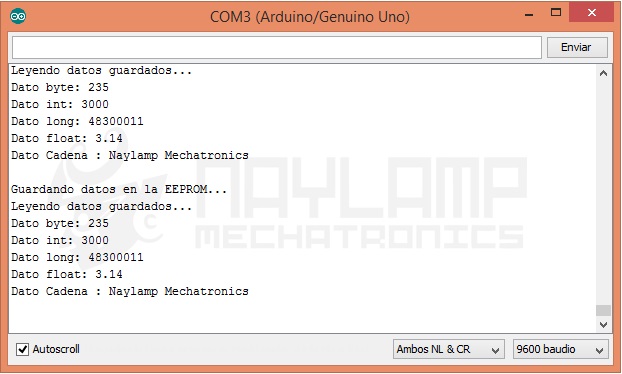 COM3 (Arduino/Genuino Uno)
Enviar
Leyendo datos guardados...
Dato byte: 235
Dato int: 3000
Dato long: 48300011
Dato float: 3.14
Dato Cadena : Naylamp Mechatronics
Guardando datos en la EEPROM...
Leyendo datos guardados...
Dato byte: 235
Dato int: 3000
Dato long: 48300011
Dato float: 3.14
Dato Cadena : Naylamp Mechatronics
NAYLAMP
MECHATRONICS
Autoscroll
Ambos NL & CR
9600 baudio